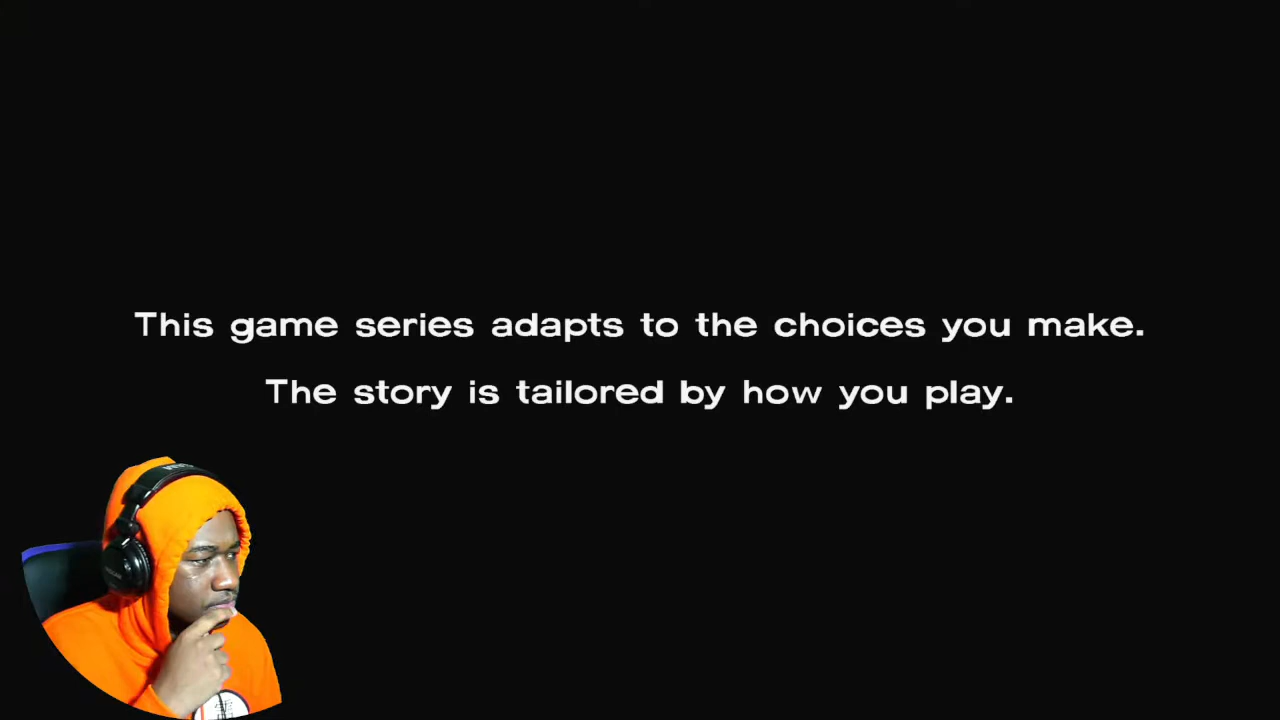 This game series adapts to the choices you make.
The story is tailored by how you play.